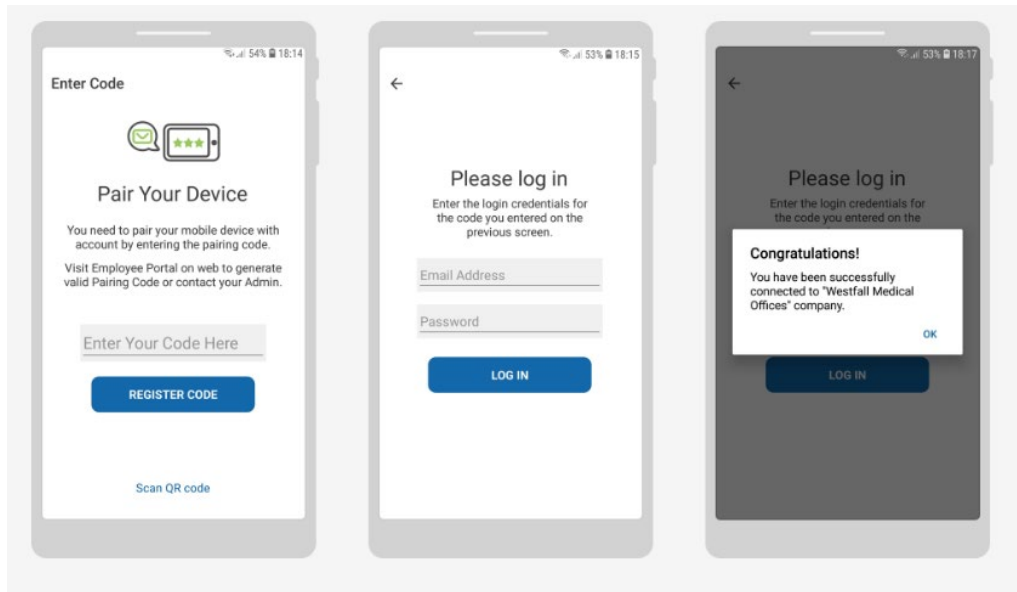 54% 18:14
Enter Code
Pair Your Device
You need to pair your mobile device with
account by entering the pairing code.
Visit Employee Portal on web to generate
valid Pairing Code or contact your Admin.
Enter Your Code Here
REGISTER CODE
Scan QR code
53% 18:15
Please log in
Enter the login credentials for
the code you entered on the
previous screen.
Email Address
Password
LOG IN
53% 18:17
Please log in
Enter the login credentials for
the code you entered on the
Congratulations!
You have been successfully
connected to "Westfall Medical
Offices" company.
OK
LOG IN